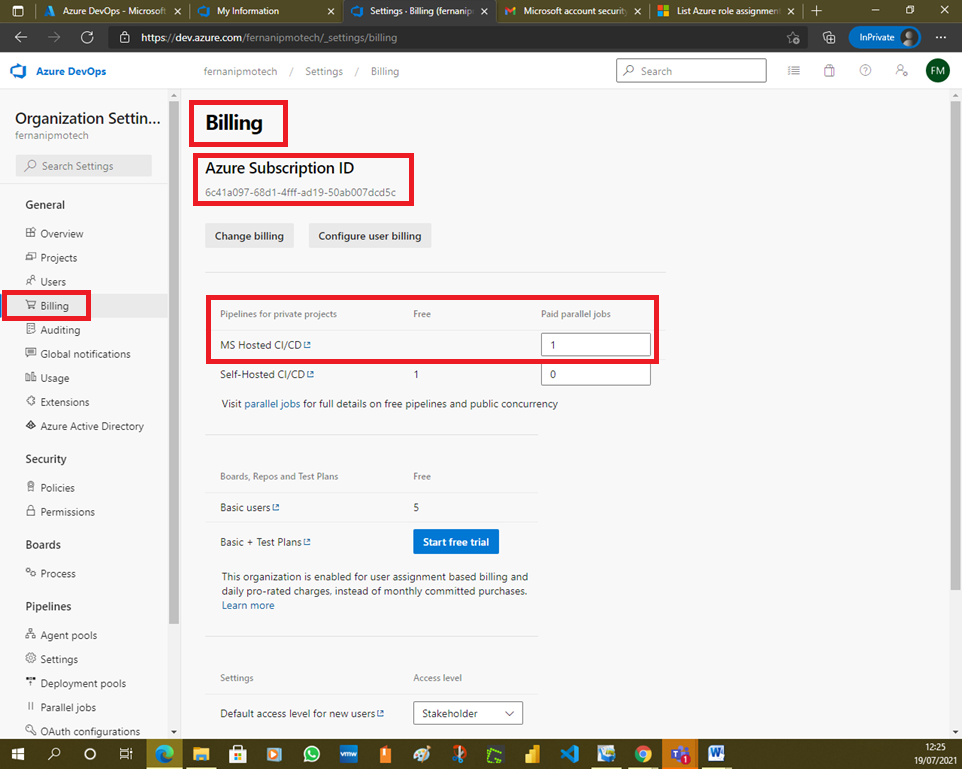 Azure DevOps - Microsoft
My Information
Settings - Billing (fernanip
Microsoft account security
List Azure role assignment
https://dev.azure.com/fernanipmotech/_settings/billing
InPrivate
Azure DevOps
fernanipmotech / Settings / Billing
Search
FM
Organization Settin...
fernanipmotech
Search Settings
General
Overview
Projects
Users
Billing
Auditing
Global notifications
Usage
Extensions
Azure Active Directory
Security
Policies
Permissions
Boards
Process
Pipelines
Agent pools
Settings
Deployment pools
Parallel jobs
OAuth configurations
Billing
Azure Subscription ID
6c41a097-68d1-4fff-ad19-50ab007dcd5c
Change billing
Configure user billing
Pipelines for private projects Free Paid parallel jobs
MS Hosted CI/CD 1
Self-Hosted CI/CD 1 0
Visit parallel jobs for full details on free pipelines and public concurrency
Boards, Repos and Test Plans Free
Basic users 5
Basic + Test Plans Start free trial
This organization is enabled for user assignment based billing and
daily pro-rated charges, instead of monthly committed purchases.
Learn more
Settings Access level
Default access level for new users Stakeholder
vmw
1
12:25
19/07/2021